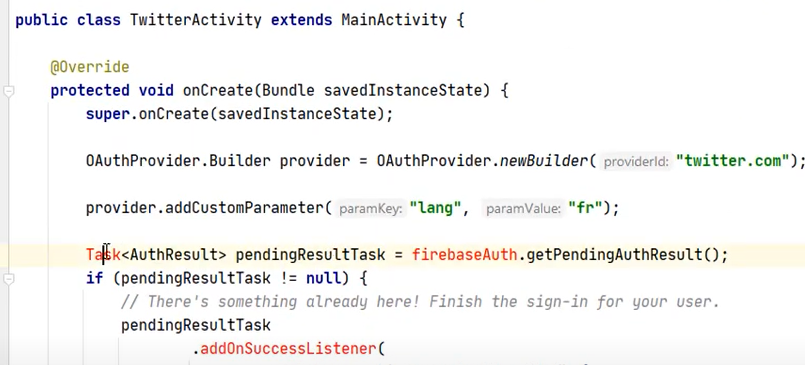 public class TwitterActivity extends MainActivity {
@Override
protected void onCreate(Bundle savedInstanceState) {
super.onCreate(savedInstanceState);
OAuthProvider.Builder provider = OAuthProvider.newBuilder( providerId: "twitter.com");
provider.addCustomParameter( paramKey: "lang", paramValue: "fr");
Task<AuthResult> pendingResultTask = firebaseAuth.getPendingAuthResult();
if (pendingResultTask != null) {
// There's something already here! Finish the sign-in for your user.
pendingResultTask
.addOnSuccessListener(